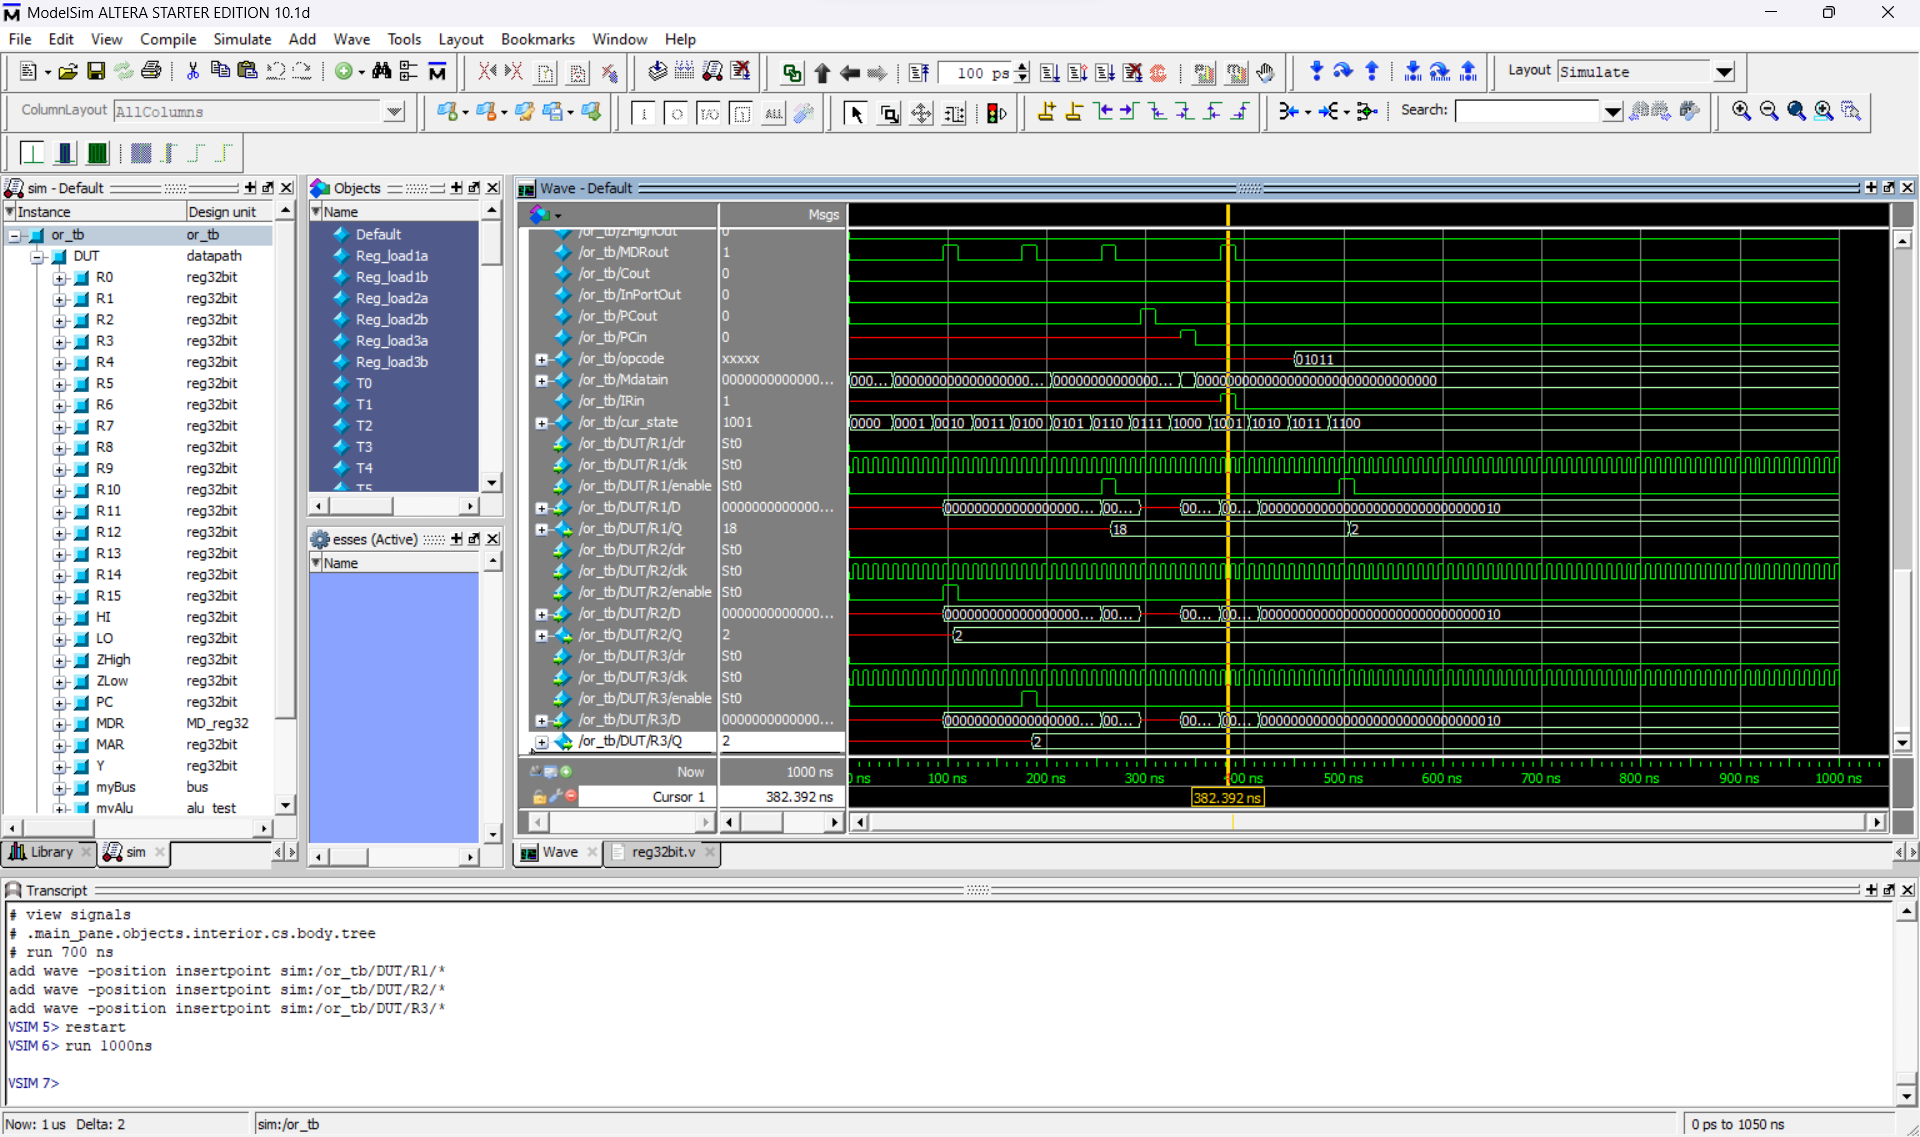 ModelSim ALTERA STARTER EDITION 10.1d
File Edit View Compile Simulate Add Wave Tools Layout Bookmarks Window Help
100 ps
Layout Simulate
ColumnLayout AllColumns
Search:
sim - Default
Instance Design unit
or_tb or_tb
DUT datapath
R0 reg32bit
R1 reg32bit
R2 reg32bit
R3 reg32bit
R4 reg32bit
R5 reg32bit
R6 reg32bit
R7 reg32bit
R8 reg32bit
R9 reg32bit
R10 reg32bit
R11 reg32bit
R12 reg32bit
R13 reg32bit
R14 reg32bit
R15 reg32bit
HI reg32bit
LO reg32bit
ZHigh reg32bit
ZLow reg32bit
PC reg32bit
MDR MD_reg32
MAR reg32bit
Y reg32bit
myBus bus
myAlu alu_test
Library sim
Objects
Name
Default
Reg_load1a
Reg_load1b
Reg_load2a
Reg_load2b
Reg_load3a
Reg_load3b
T0
T1
T2
T3
T4
T5
esses (Active)
Name
Wave - Default
Msgs
/or_tb/ZHighOut 0
/or_tb/MDRout 1
/or_tb/Cout 0
/or_tb/InPortOut 0
/or_tb/PCout 0
/or_tb/PCin 0
/or_tb/opcode xxxxx 01011
/or_tb/Mdatain 0000000000000... 000... 00000000000000000... 00000000000000... 00000000000000000000000000000000
/or_tb/IRin 1
/or_tb/cur_state 1001 0000 0001 0010 0011 0100 0101 0110 0111 1000 1001 1010 1011 1100
/or_tb/DUT/R1/clr St0
/or_tb/DUT/R1/clk St0
/or_tb/DUT/R1/enable St0
/or_tb/DUT/R1/D 0000000000000... 00000000000000000... 00... 00... 00... 00000000000000000000000000000010
/or_tb/DUT/R1/Q 18 18 2
/or_tb/DUT/R2/clr St0
/or_tb/DUT/R2/clk St0
/or_tb/DUT/R2/enable St0
/or_tb/DUT/R2/D 0000000000000... 00000000000000000... 00... 00... 00... 00000000000000000000000000000010
/or_tb/DUT/R2/Q 2 2
/or_tb/DUT/R3/clr St0
/or_tb/DUT/R3/clk St0
/or_tb/DUT/R3/enable St0
/or_tb/DUT/R3/D 0000000000000... 00000000000000000... 00... 00... 00... 00000000000000000000000000000010
/or_tb/DUT/R3/Q 2 2
Now 1000 ns ns 100 ns 200 ns 300 ns 00 ns 500 ns 600 ns 700 ns 800 ns 900 ns 1000 ns
Cursor 1 382.392 ns 382.392 ns
Wave reg32bit.v
Transcript
# view signals
# .main_pane.objects.interior.cs.body.tree
# run 700 ns
add wave -position insertpoint sim:/or_tb/DUT/R1/*
add wave -position insertpoint sim:/or_tb/DUT/R2/*
add wave -position insertpoint sim:/or_tb/DUT/R3/*
VSIM 5> restart
VSIM 6> run 1000ns
VSIM 7>
Now: 1 us Delta: 2 sim:/or_tb 0 ps to 1050 ns